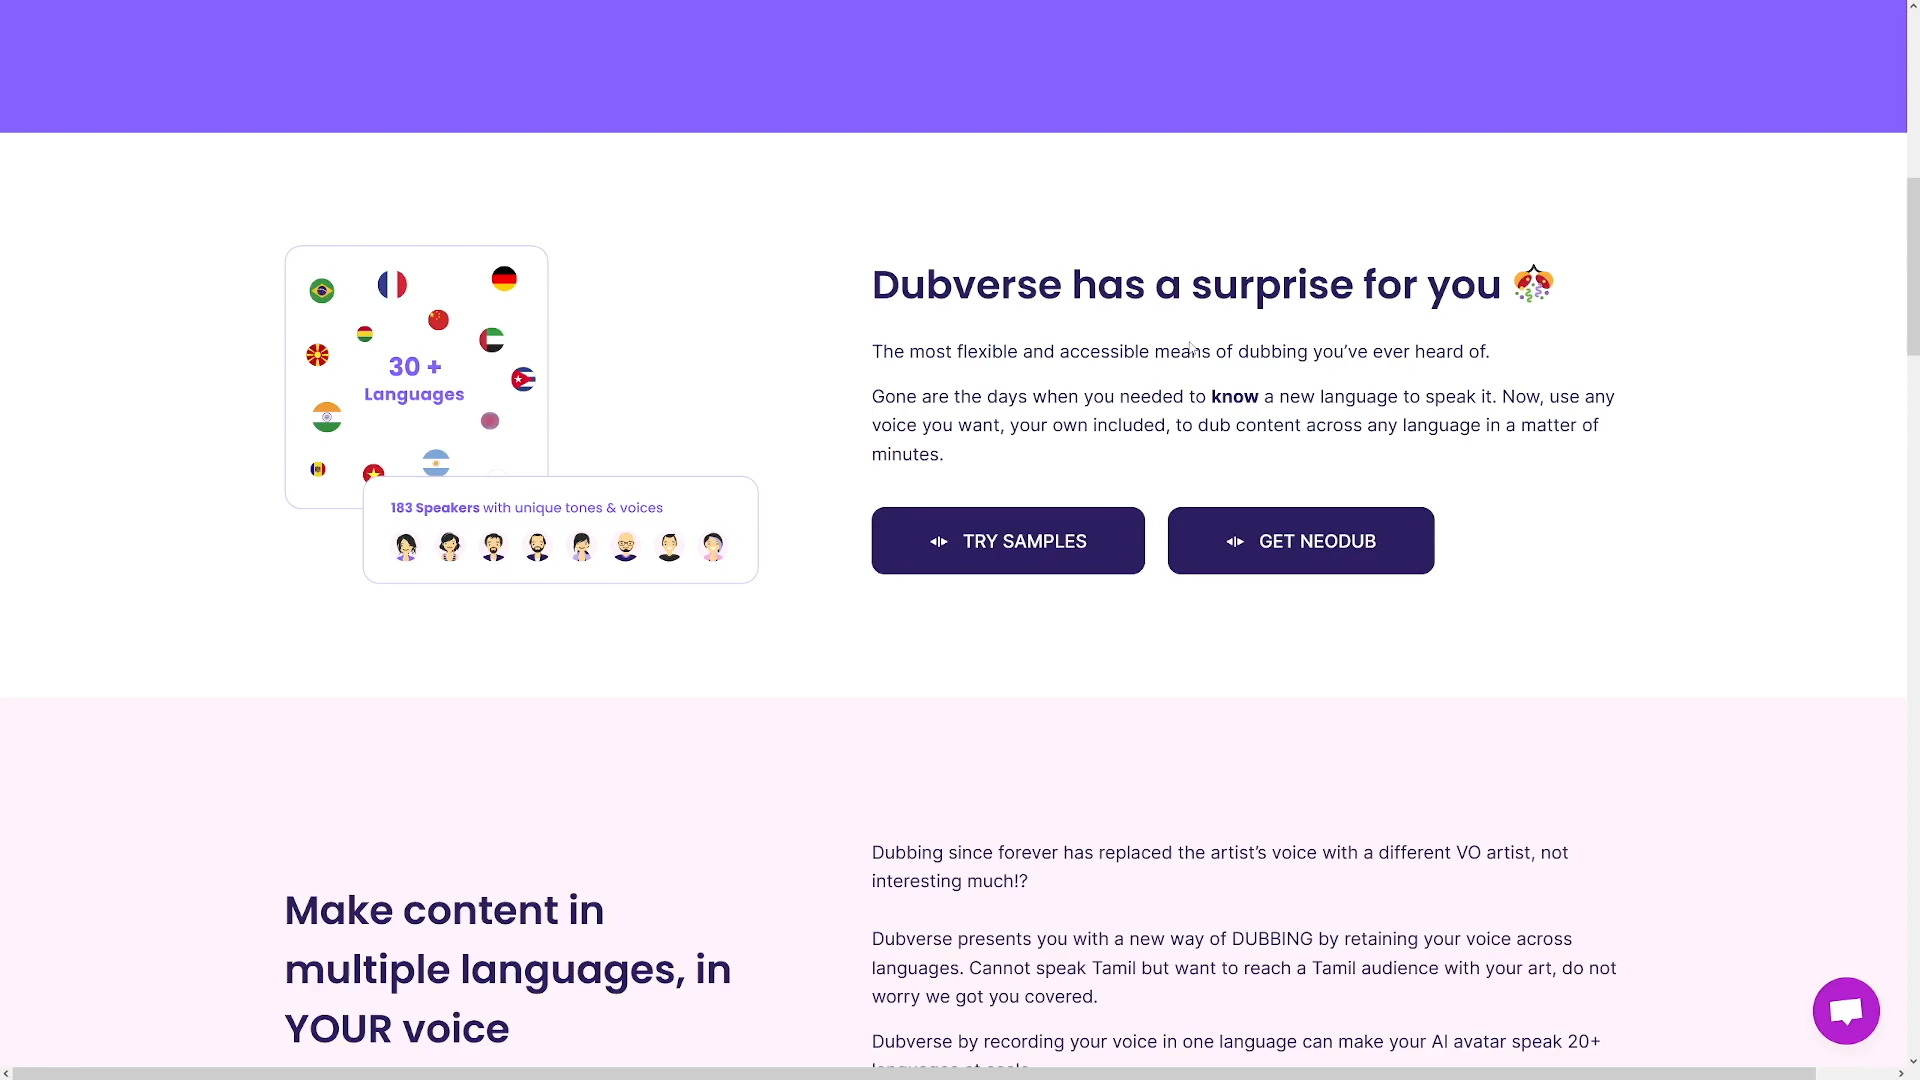 30 +
Languages
183 Speakers with unique tones & voices
Dubverse has a surprise for you
The most flexible and accessible means of dubbing you’ve ever heard of.
Gone are the days when you needed to know a new language to speak it. Now, use any
voice you want, your own included, to dub content across any language in a matter of
minutes.
TRY SAMPLES
GET NEODUB
Make content in
multiple languages, in
YOUR voice
Dubbing since forever has replaced the artist’s voice with a different VO artist, not
interesting much!?
Dubverse presents you with a new way of DUBBING by retaining your voice across
languages. Cannot speak Tamil but want to reach a Tamil audience with your art, do not
worry we got you covered.
Dubverse by recording your voice in one language can make your AI avatar speak 20+